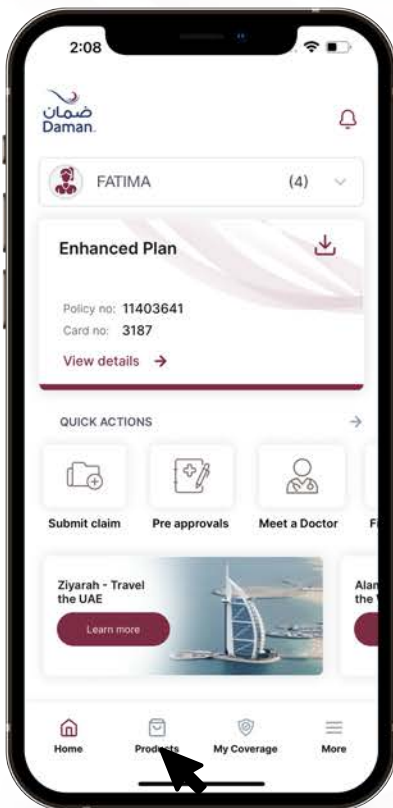 2:08
ضمان
Daman.
FATIMA (4)
Enhanced Plan
Policy no: 11403641
Card no: 3187
View details
QUICK ACTIONS
Submit claim Pre approvals Meet a Doctor
Ziyarah - Travel
the UAE
Learn more
Home Products My Coverage More